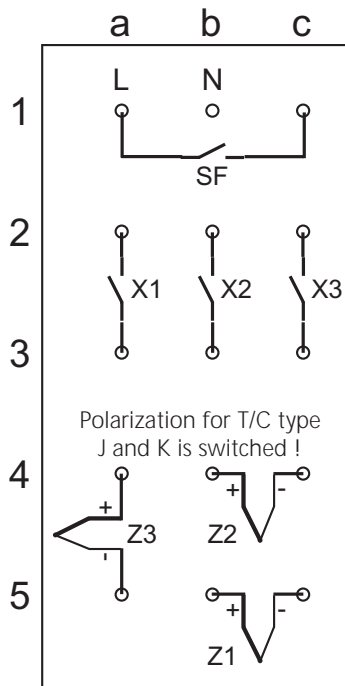 a b c
L N
1
SF
2
X1 X2 X3
3
Polarization for T/C type
J and K is switched !
4
+ + -
Z3 Z2
-
5
+ -
Z1